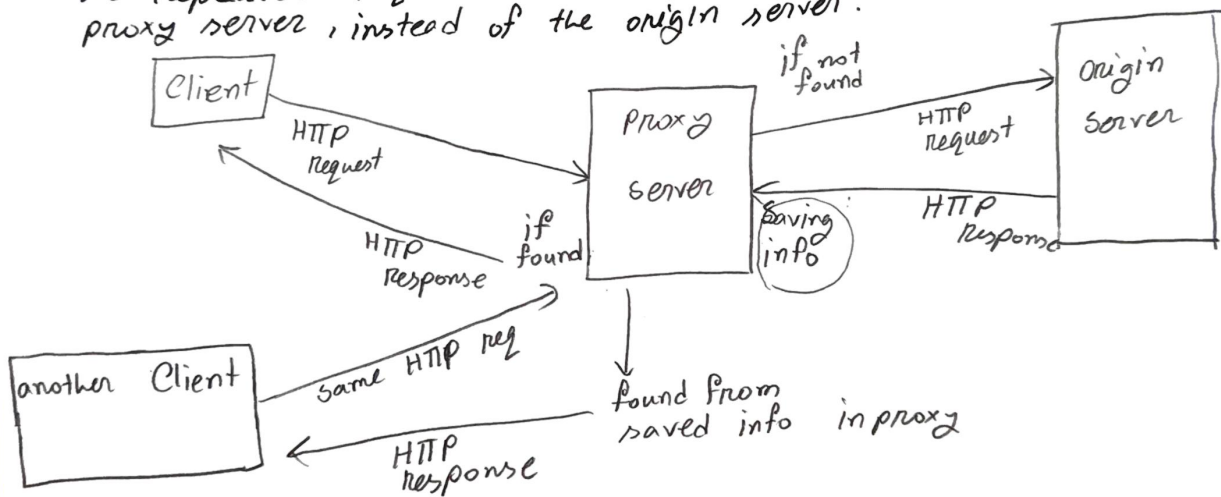 proxy server, instead of the origin server.
Client
HTTP
request
HTTP
response
if
found
proxy
server
if not
found
HTTP
request
origin
server
HTTP
Response
saving
info
another Client
same HTTP req
HTTP
response
found from
saved info in proxy